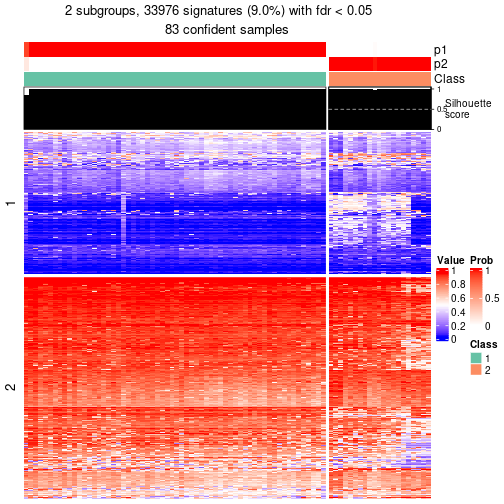 2 subgroups, 33976 signatures (9.0%) with fdr < 0.05
83 confident samples
p1
p2
Class
1
0.5
0
Silhouette
score
1
2
Value
1
0.8
0.6
0.4
0.2
0
Prob
1
0.5
0
Class
1
2